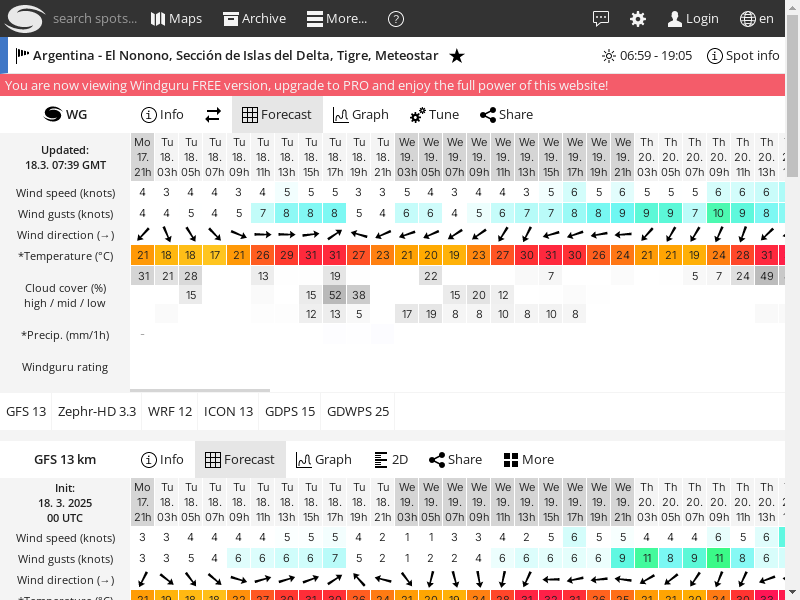 search spots... Maps Archive More... ? Login en
Argentina - El Nonono, Sección de Islas del Delta, Tigre, Meteostar ★ 06:59 - 19:05 Spot info
You are now viewing Windguru FREE version, upgrade to PRO and enjoy the full power of this website!
WG Info Forecast Graph Tune Share
Updated:
18.3. 07:39 GMT
Mo Tu Tu Tu Tu Tu Tu Tu Tu Tu Tu We We We We We We We We We We Th Th Th Th Th Th
17. 18. 18. 18. 18. 18. 18. 18. 18. 18. 18. 19. 19. 19. 19. 19. 19. 19. 19. 19. 19. 20. 20. 20. 20. 20. 20.
21h 03h 05h 07h 09h 11h 13h 15h 17h 19h 21h 03h 05h 07h 09h 11h 13h 15h 17h 19h 21h 03h 05h 07h 09h 11h 13h
Wind speed (knots) 4 3 4 4 3 4 5 5 5 3 3 5 4 3 4 4 3 5 6 5 6 5 5 5 6 6 6
Wind gusts (knots) 4 4 5 4 5 7 8 8 8 5 4 6 6 4 5 6 7 7 8 8 9 9 9 7 10 9 8
Wind direction (→)
*Temperature (°C) 21 18 18 17 21 26 29 31 31 27 23 21 20 19 23 27 30 31 30 26 24 21 21 19 24 28 31
Cloud cover (%)
high / mid / low
31 21 28 13 19 22 7 5 7 24 49
15 15 52 38 15 20 12
12 13 5 17 19 8 8 10 8 10 8
*Precip. (mm/1h) -
Windguru rating
GFS 13 Zephr-HD 3.3 WRF 12 ICON 13 GDPS 15 GDWPS 25
GFS 13 km Info Forecast Graph 2D Share More
Init:
18. 3. 2025
00 UTC
Mo Tu Tu Tu Tu Tu Tu Tu Tu Tu Tu We We We We We We We We We We Th Th Th Th Th Th
17. 18. 18. 18. 18. 18. 18. 18. 18. 18. 18. 19. 19. 19. 19. 19. 19. 19. 19. 19. 19. 20. 20. 20. 20. 20. 20.
21h 03h 05h 07h 09h 11h 13h 15h 17h 19h 21h 03h 05h 07h 09h 11h 13h 15h 17h 19h 21h 03h 05h 07h 09h 11h 13h
Wind speed (knots) 3 3 4 4 4 4 5 5 5 4 2 1 1 3 3 4 2 5 6 5 5 4 4 4 6 5 6
Wind gusts (knots) 3 3 5 4 6 6 6 6 7 5 2 1 2 2 4 6 6 6 6 6 9 11 8 9 11 8 6
Wind direction (→)